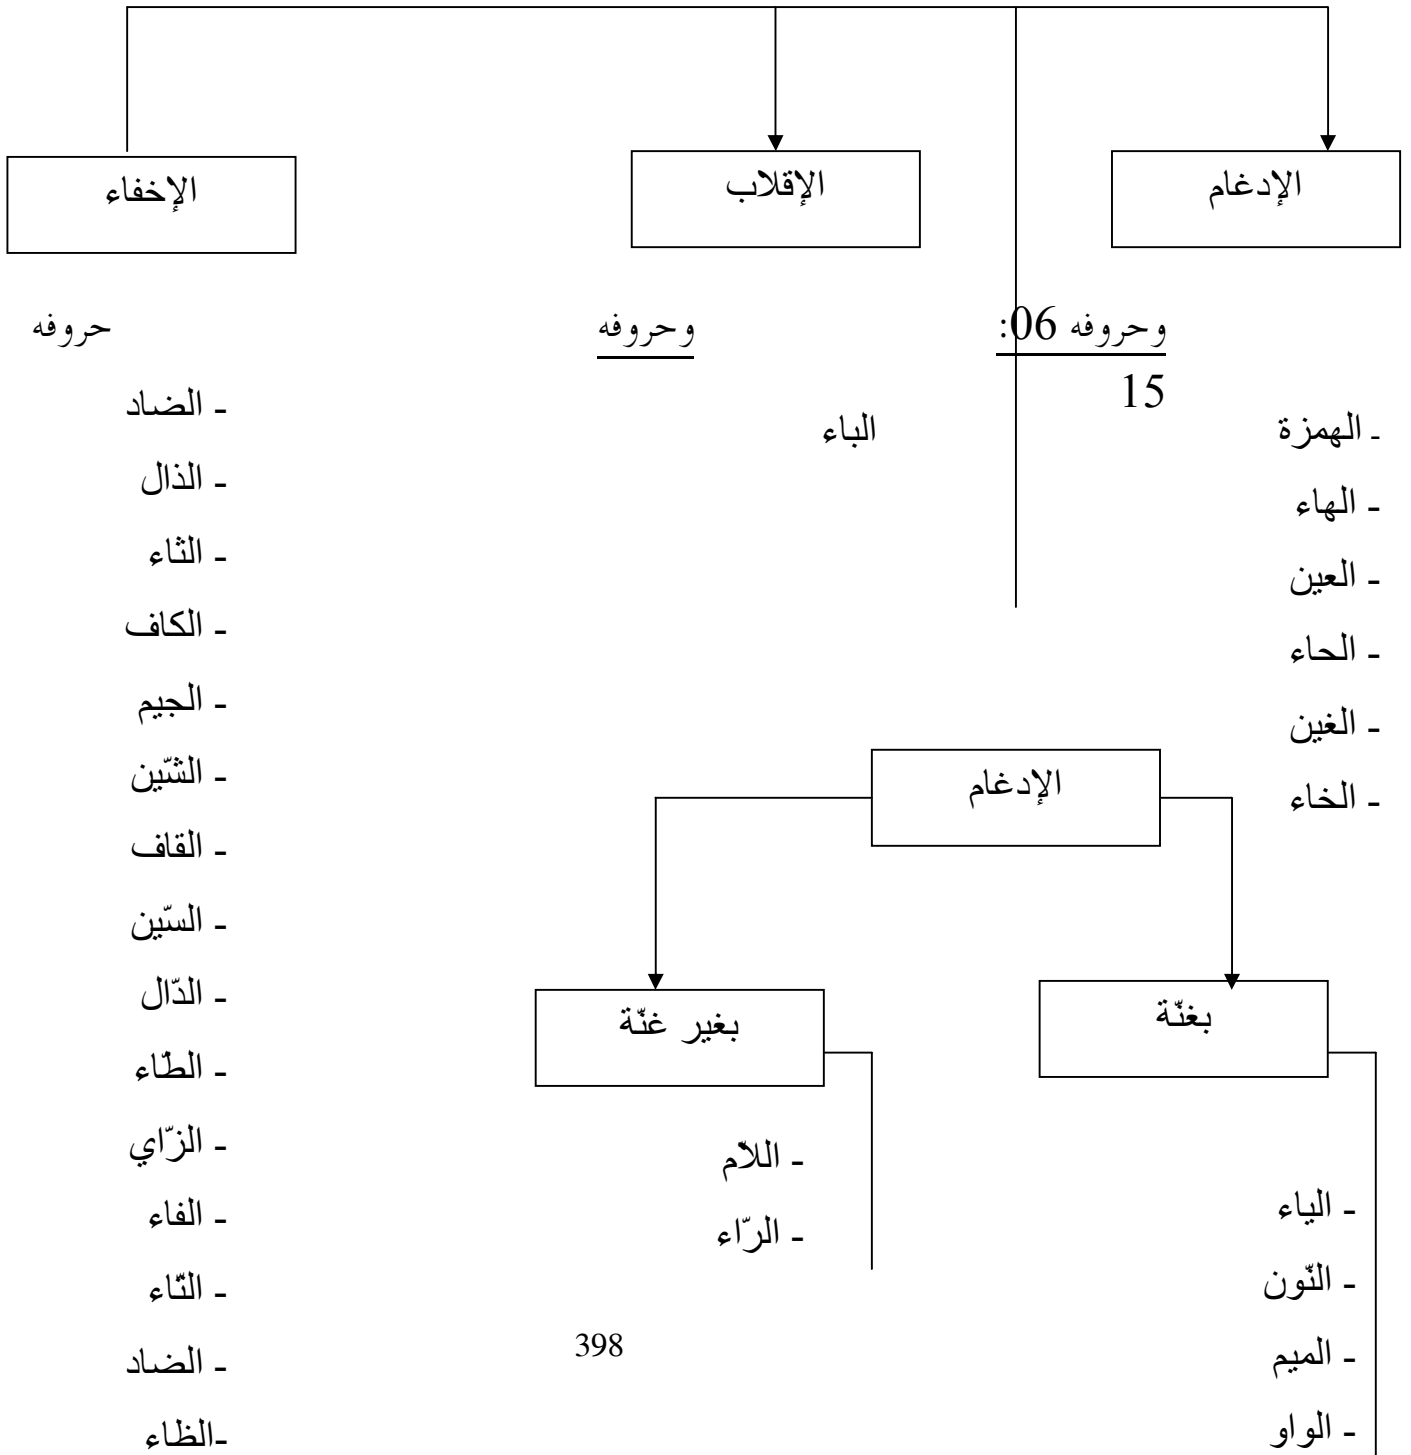 الإدغام
الإقلاب
الإخفاء
وحروفه 06:
وحروفه
حروفه
15
- الهمزة
- الهاء
- العين
- الحاء
- الغين
- الخاء
الباء
- الضاد
- الذال
- الثاء
- الكاف
- الجيم
- الشّين
- القاف
- السّين
- الدّال
- الطّاء
- الزّاي
- الفاء
- التّاء
- الضاد
-الظاء
الإدغام
بغنّة
بغير غنّة
- الياء
- النّون
- الميم
- الواو
- اللاّم
- الرّاء
398